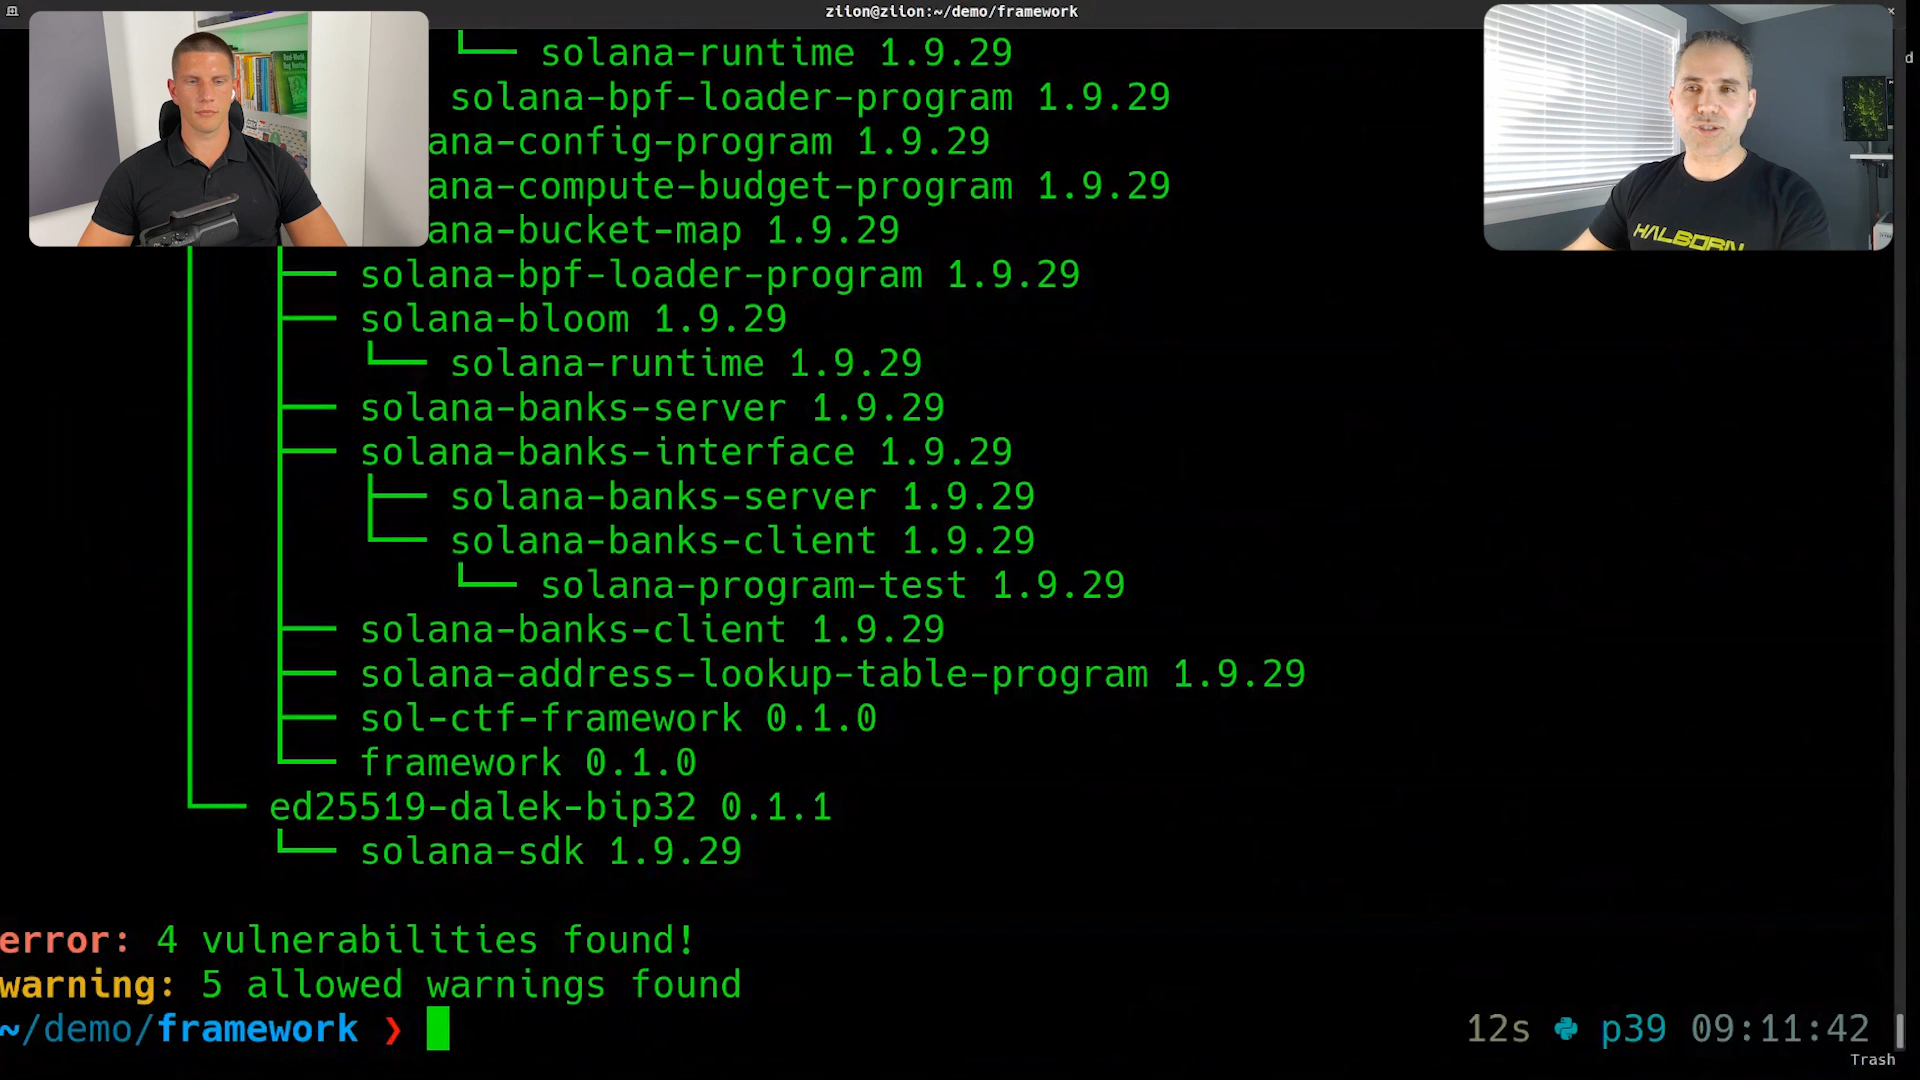 ziion@ziion:~/demo/framework
solana-runtime 1.9.29
solana-bpf-loader-program 1.9.29
ana-config-program 1.9.29
ana-compute-budget-program 1.9.29
ana-bucket-map 1.9.29
solana-bpf-loader-program 1.9.29
solana-bloom 1.9.29
solana-runtime 1.9.29
solana-banks-server 1.9.29
solana-banks-interface 1.9.29
solana-banks-server 1.9.29
solana-banks-client 1.9.29
solana-program-test 1.9.29
solana-banks-client 1.9.29
solana-address-lookup-table-program 1.9.29
sol-ctf-framework 0.1.0
framework 0.1.0
ed25519-dalek-bip32 0.1.1
solana-sdk 1.9.29
error: 4 vulnerabilities found!
warning: 5 allowed warnings found
~/demo/framework ❯
12s p39 09:11:42
Trash
HALBORN
d